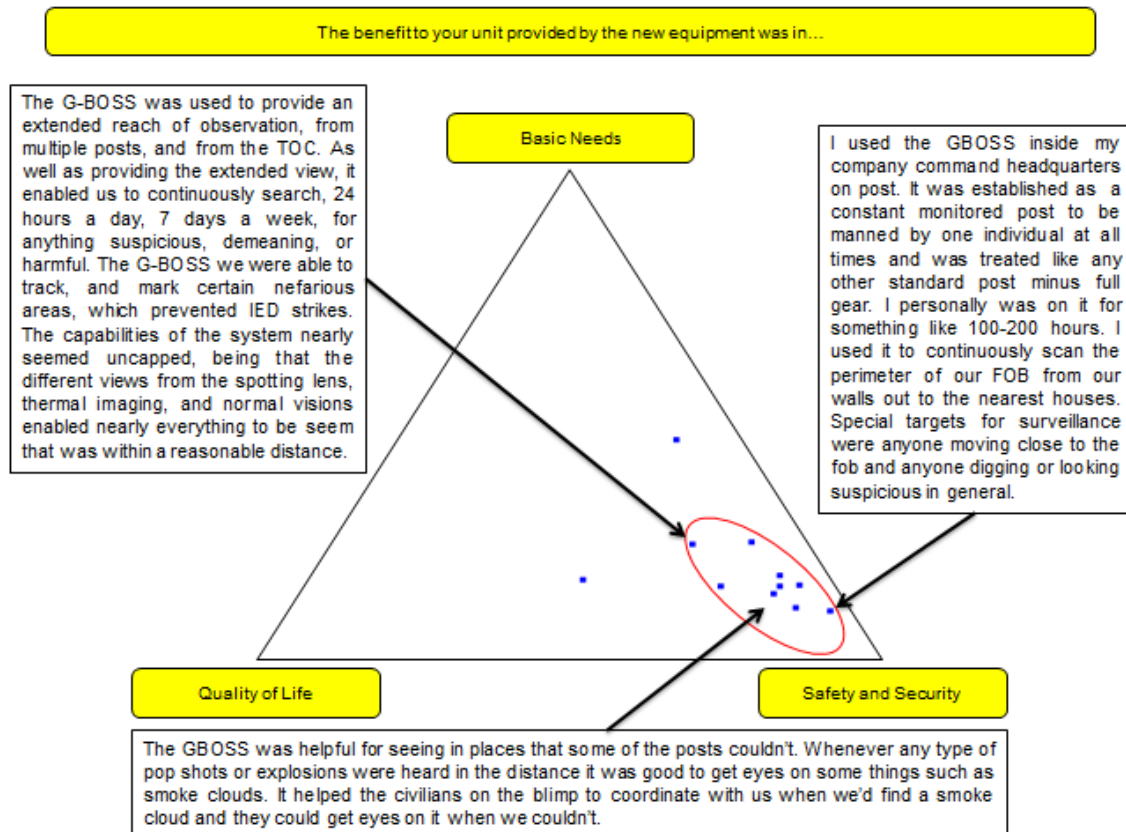 The benefit to your unit provided by the new equipment was in...
The G-BOSS was used to provide an
extended reach of observation, from
multiple posts, and from the TOC. As
well as providing the extended view, it
enabled us to continuously search, 24
hours a day, 7 days a week, for
anything suspicious, demeaning, or
harmful. The G-BOSS we were able to
track, and mark certain nefarious
areas, which prevented IED strikes.
The capabilities of the system nearly
seemed uncapped, being that the
different views from the spotting lens,
thermal imaging, and normal visions
enabled nearly everything to be seem
that was within a reasonable distance.
Basic Needs
I used the GBOSS inside my
company command headquarters
on post. It was established as a
constant monitored post to be
manned by one individual at all
times and was treated like any
other standard post minus full
gear. I personally was on it for
something like 100-200 hours. I
used it to continuously scan the
perimeter of our FOB from our
walls out to the nearest houses.
Special targets for surveillance
were anyone moving close to the
fob and anyone digging or looking
suspicious in general.
Quality of Life
Safety and Security
The GBOSS was helpful for seeing in places that some of the posts couldn't. Whenever any type of
pop shots or explosions were heard in the distance it was good to get eyes on some things such as
smoke clouds. It helped the civilians on the blimp to coordinate with us when we'd find a smoke
cloud and they could get eyes on it when we couldn't.